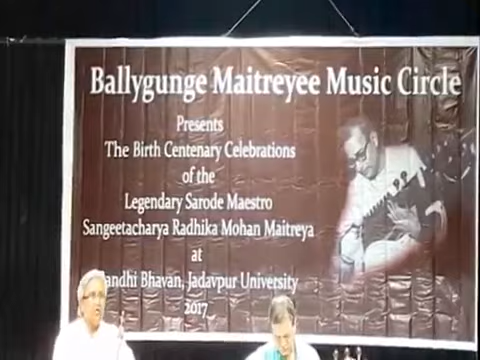 Ballygunge Maitreyee Music Circle
Presents
The Birth Centenary Celebrations
of the
Legendary Sarode Maestro
Sangeetacharya Radhika Mohan Maitreya
at
andhi Bhavan, Jadavpur University
2017